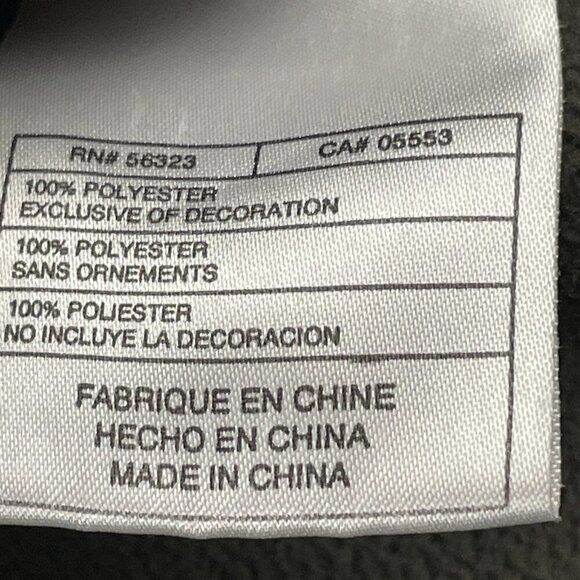 RN# 56323 CA# 05553
100% POLYESTER
EXCLUSIVE OF DECORATION
100% POLYESTER
SANS ORNEMENTS
100% POLIESTER
NO INCLUYE LA DECORACION
FABRIQUE EN CHINE
HECHO EN CHINA
MADE IN CHINA